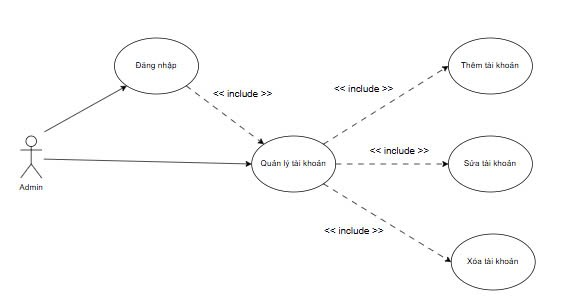 Đăng nhập
Thêm tài khoản
<< include >>
<< include >>
<< include >>
Quản lý tài khoản
Sửa tài khoản
Admin
<< include >>
Xóa tài khoản